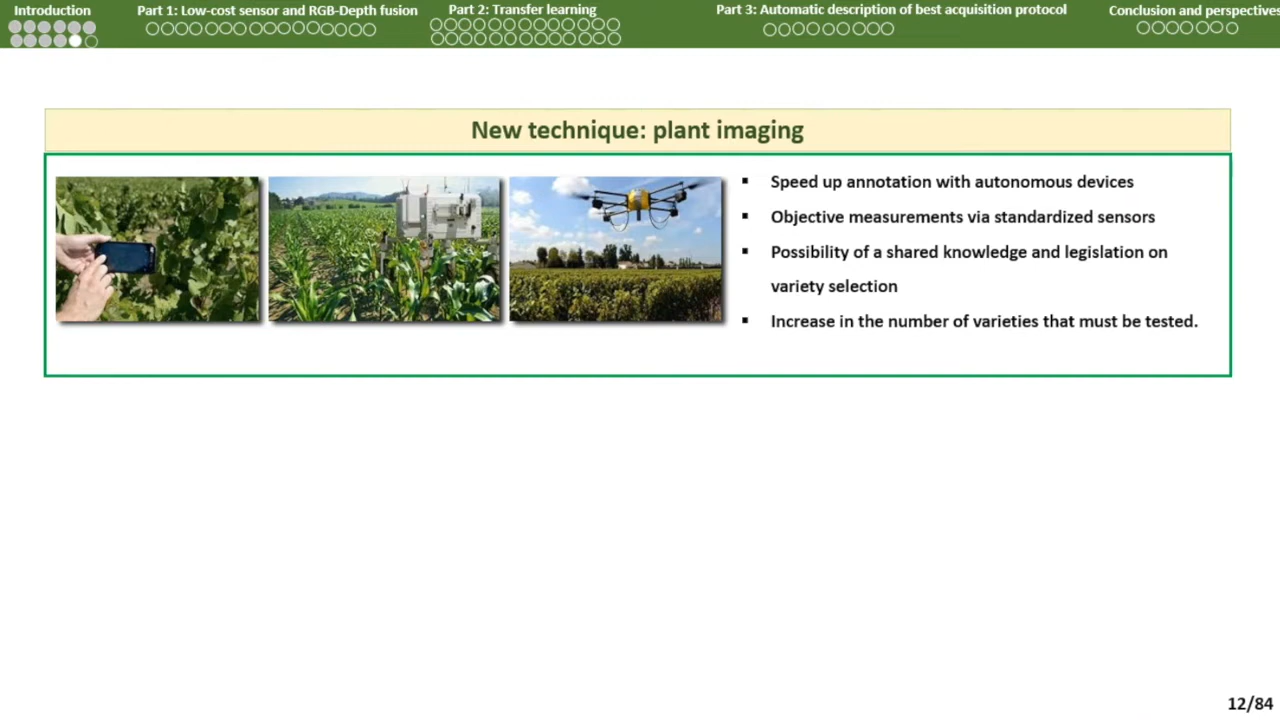 Introduction
Part 1: Low-cost sensor and RGB-Depth fusion
Part 2: Transfer learning
Part 3: Automatic description of best acquisition protocol
Conclusion and perspectives
New technique: plant imaging
▪ Speed up annotation with autonomous devices
▪ Objective measurements via standardized sensors
▪ Possibility of a shared knowledge and legislation on
variety selection
▪ Increase in the number of varieties that must be tested.
12/84